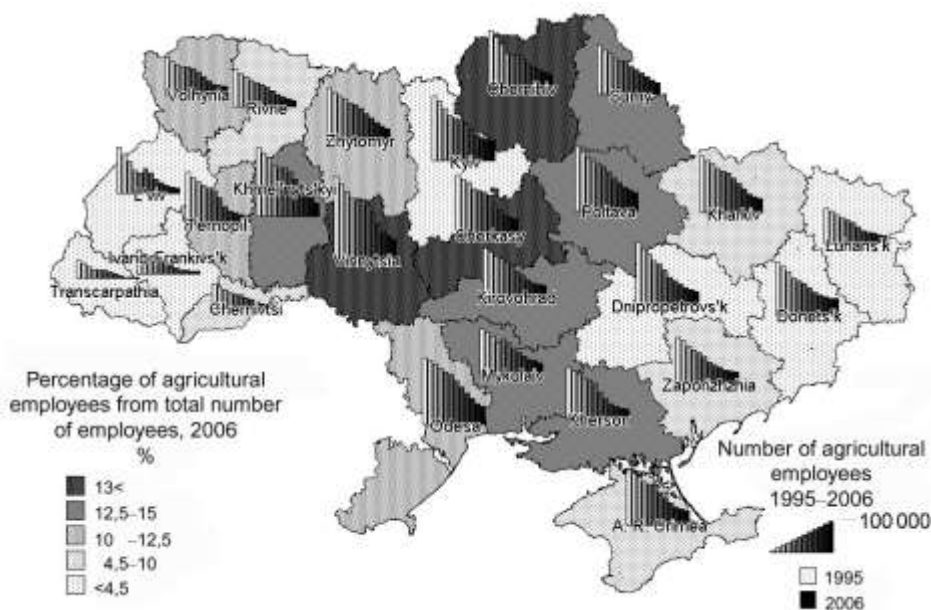 Chernihiv
Sumy
Volhynia
Rivne
Zhytomyr
Kyiv
L'viv
Ternopil
Khmel'nyts'kyi
Vinnytsia
Cherkasy
Poltava
Kharkiv
Luhans'k
Ivano-Frankivs'k
Transcarpathia
Chernivtsi
Kirovohrad
Dnipropetrovs'k
Donets'k
Mykolaiv
Zaporizhzhia
Odesa
Kherson
A. R. Crimea
Percentage of agricultural
employees from total number
of employees, 2006
%
13<
12,5–15
10 –12,5
4,5–10
<4,5
Number of agricultural
employees
1995–2006
100 000
1995
2006